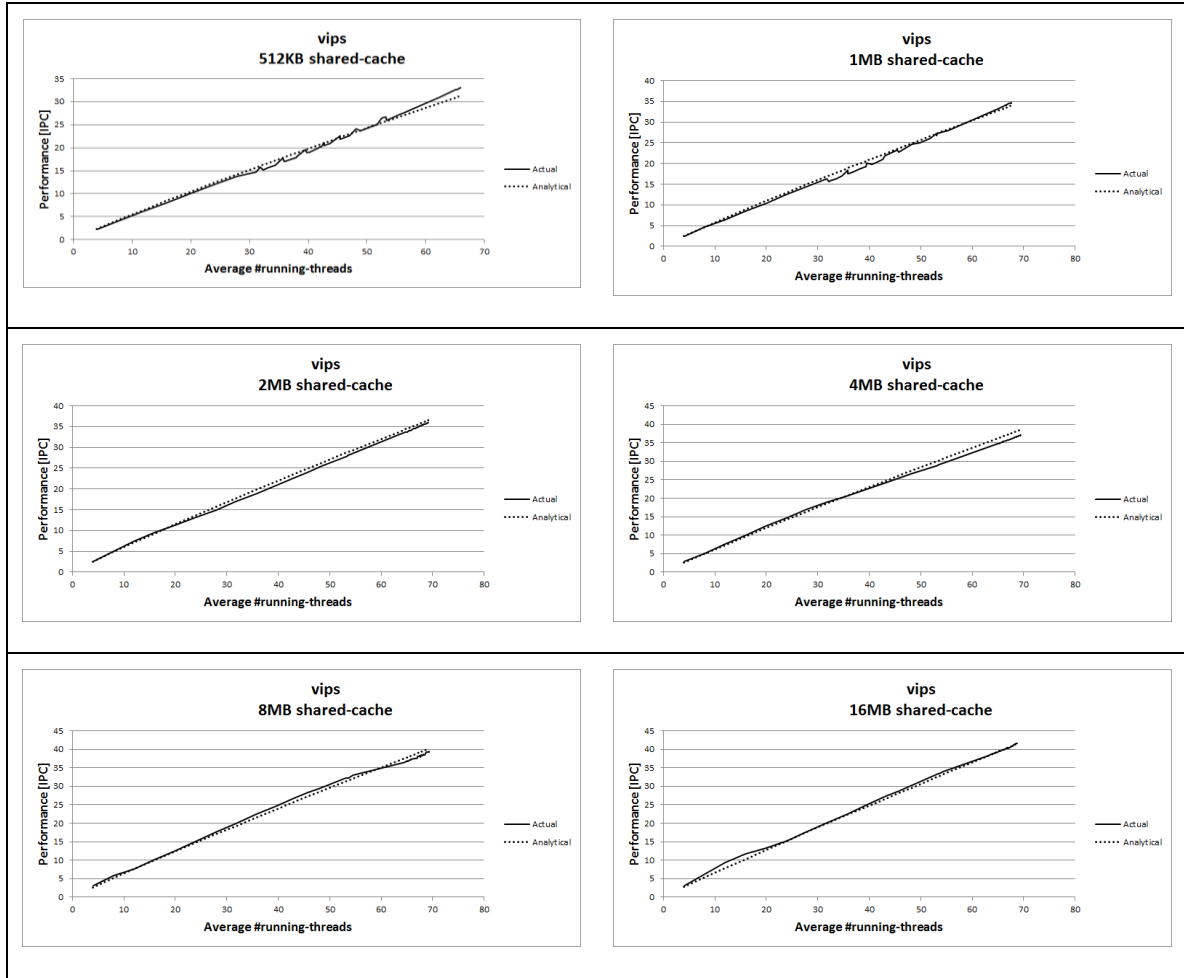 vips
512KB shared-cache
35
30
25
20
15
10
5
0
Performance [IPC]
0 10 20 30 40 50 60 70
Average #running-threads
Actual
Analytical
vips
1MB shared-cache
40
35
30
25
20
15
10
5
0
Performance [IPC]
0 10 20 30 40 50 60 70 80
Average #running-threads
Actual
Analytical
vips
2MB shared-cache
40
35
30
25
20
15
10
5
0
Performance [IPC]
0 10 20 30 40 50 60 70 80
Average #running-threads
Actual
Analytical
vips
4MB shared-cache
45
40
35
30
25
20
15
10
5
0
Performance [IPC]
0 10 20 30 40 50 60 70 80
Average #running-threads
Actual
Analytical
vips
8MB shared-cache
45
40
35
30
25
20
15
10
5
0
Performance [IPC]
0 10 20 30 40 50 60 70 80
Average #running-threads
Actual
Analytical
vips
16MB shared-cache
45
40
35
30
25
20
15
10
5
0
Performance [IPC]
0 10 20 30 40 50 60 70 80
Average #running-threads
Actual
Analytical